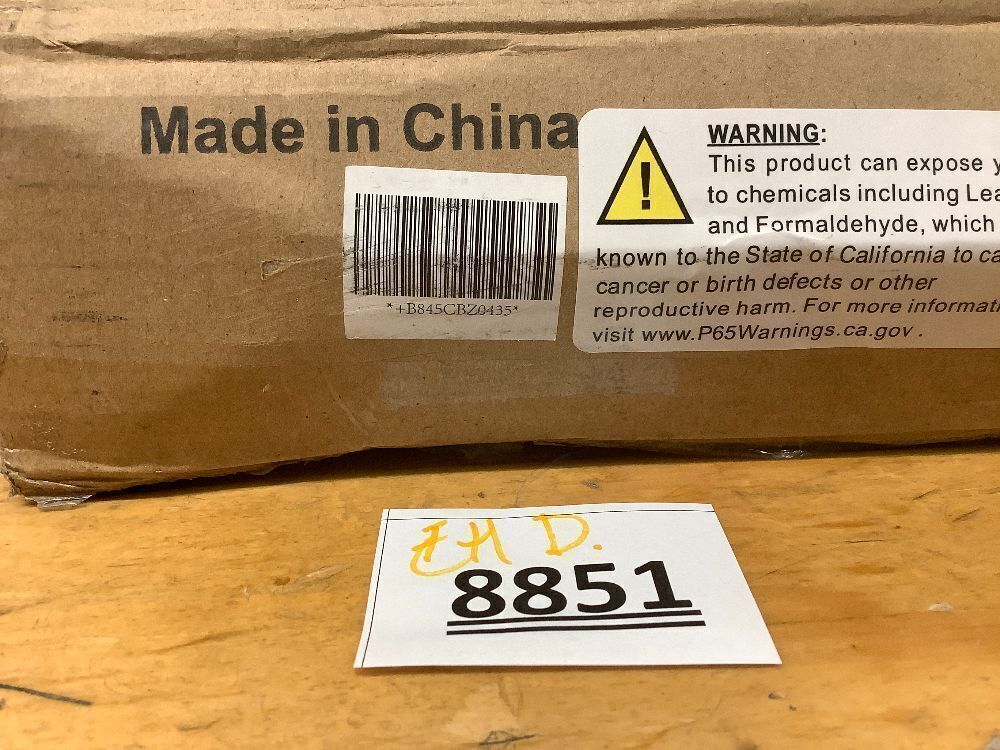 Made in China
*+B845CBZ0435*
!
WARNING:
This product can expose y
to chemicals including Lea
and Formaldehyde, which
known to the State of California to ca
cancer or birth defects or other
reproductive harm. For more informati
visit www.P65Warnings.ca.gov .
D.
8851